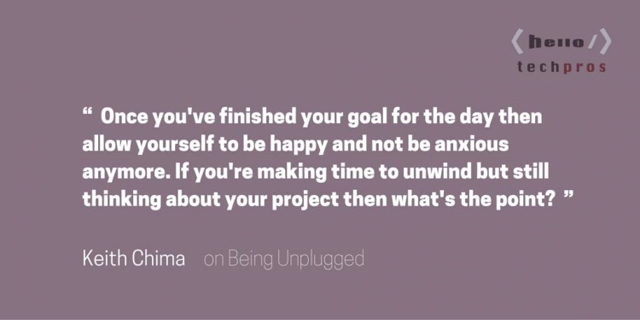 <hello/>
techpros
“ Once you've finished your goal for the day then
allow yourself to be happy and not be anxious
anymore. If you're making time to unwind but still
thinking about your project then what's the point? ”
Keith Chima on Being Unplugged